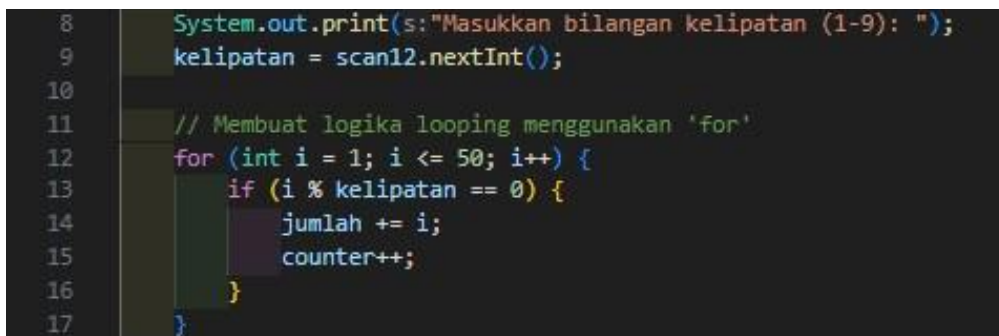 8 System.out.print(s:"Masukkan bilangan kelipatan (1-9): ");
9 kelipatan = scan12.nextInt();
10
11 // Membuat logika looping menggunakan 'for'
12 for (int i = 1; i <= 50; i++) {
13 if (i % kelipatan == 0) {
14 jumlah += i;
15 counter++;
16 }
17 }